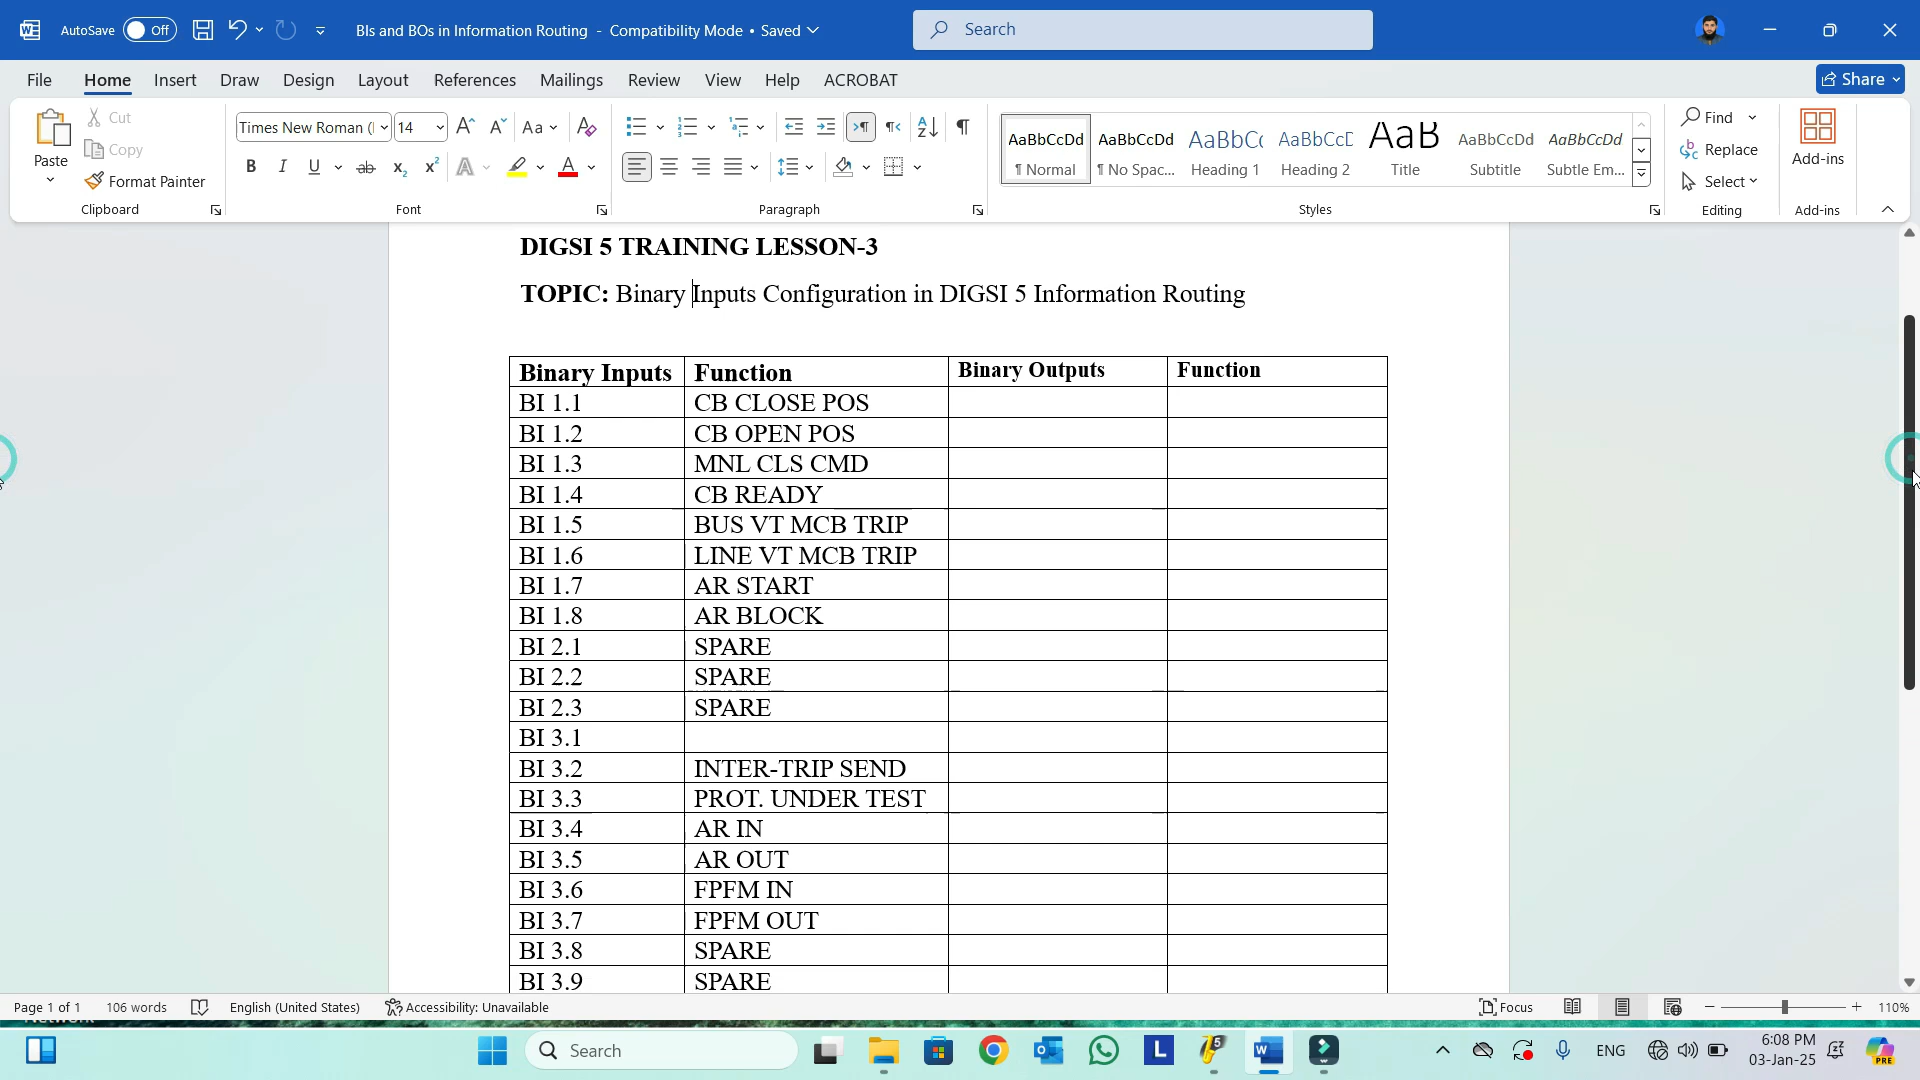 AutoSave Off BIs and BOs in Information Routing - Compatibility Mode • Saved Search
File Home Insert Draw Design Layout References Mailings Review View Help ACROBAT Share
Paste Cut Copy Format Painter Clipboard
Times New Roman ( 14 Aa Font
Paragraph
AaBbCcDd AaBbCcDd AaBbC AaBbCcD AaB AaBbCcDd AaBbCcDd
¶ Normal ¶ No Spac... Heading 1 Heading 2 Title Subtitle Subtle Em...
Styles
Find Replace Select Editing
Add-ins Add-ins
DIGSI 5 TRAINING LESSON-3
TOPIC: Binary Inputs Configuration in DIGSI 5 Information Routing
Binary Inputs Function Binary Outputs Function
BI 1.1 CB CLOSE POS
BI 1.2 CB OPEN POS
BI 1.3 MNL CLS CMD
BI 1.4 CB READY
BI 1.5 BUS VT MCB TRIP
BI 1.6 LINE VT MCB TRIP
BI 1.7 AR START
BI 1.8 AR BLOCK
BI 2.1 SPARE
BI 2.2 SPARE
BI 2.3 SPARE
BI 3.1
BI 3.2 INTER-TRIP SEND
BI 3.3 PROT. UNDER TEST
BI 3.4 AR IN
BI 3.5 AR OUT
BI 3.6 FPFM IN
BI 3.7 FPFM OUT
BI 3.8 SPARE
BI 3.9 SPARE
Page 1 of 1 106 words English (United States) Accessibility: Unavailable Focus 110%
Search ENG 6:08 PM
03-Jan-25
PRE